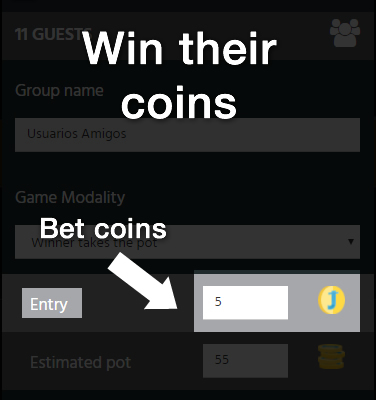 11 GUESTS
Win their
coins
Group name
Usuarios Amigos
Game Modality
Bet coins
Winner takes the pot
Entry
5
Estimated pot
55